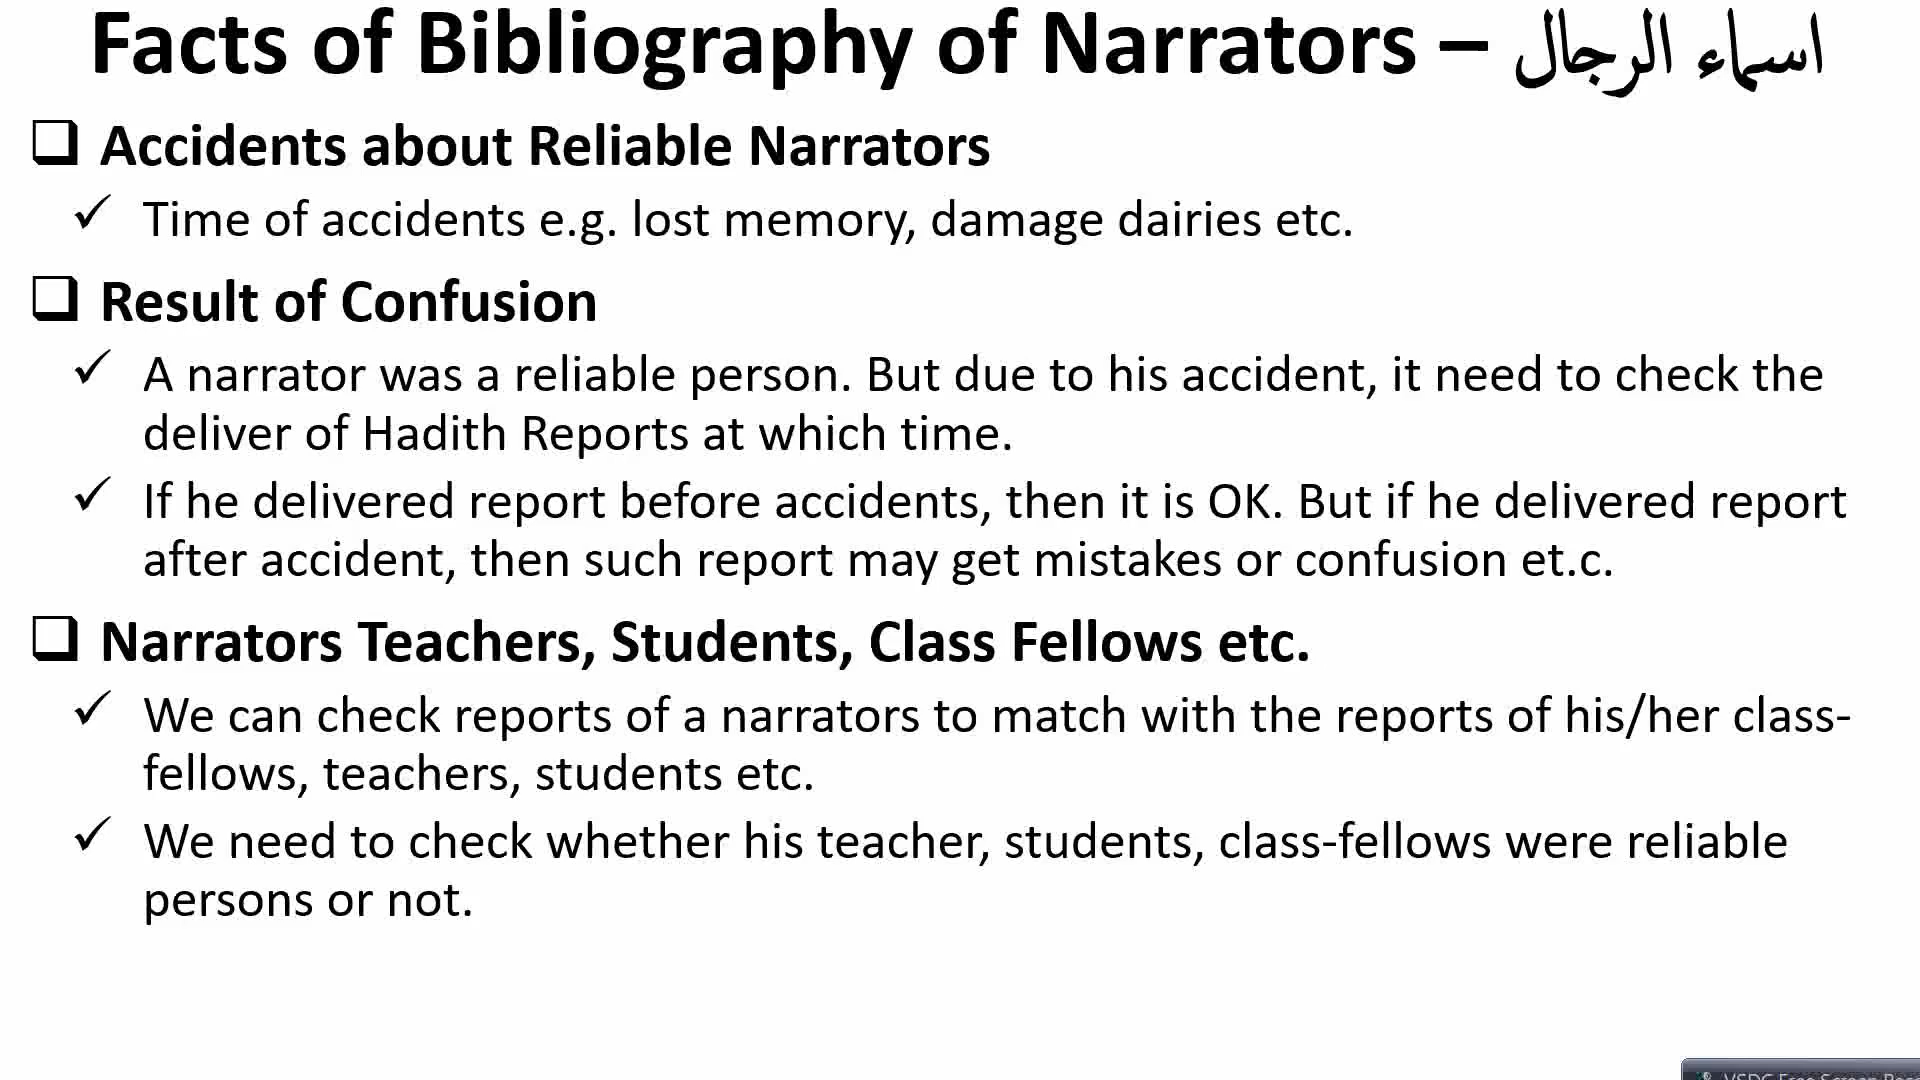 Facts of Bibliography of Narrators – اسماء الرجال
Accidents about Reliable Narrators
Time of accidents e.g. lost memory, damage dairies etc.
Result of Confusion
A narrator was a reliable person. But due to his accident, it need to check the
deliver of Hadith Reports at which time.
If he delivered report before accidents, then it is OK. But if he delivered report
after accident, then such report may get mistakes or confusion et.c.
Narrators Teachers, Students, Class Fellows etc.
We can check reports of a narrators to match with the reports of his/her class-
fellows, teachers, students etc.
We need to check whether his teacher, students, class-fellows were reliable
persons or not.
VSDC Free Screen